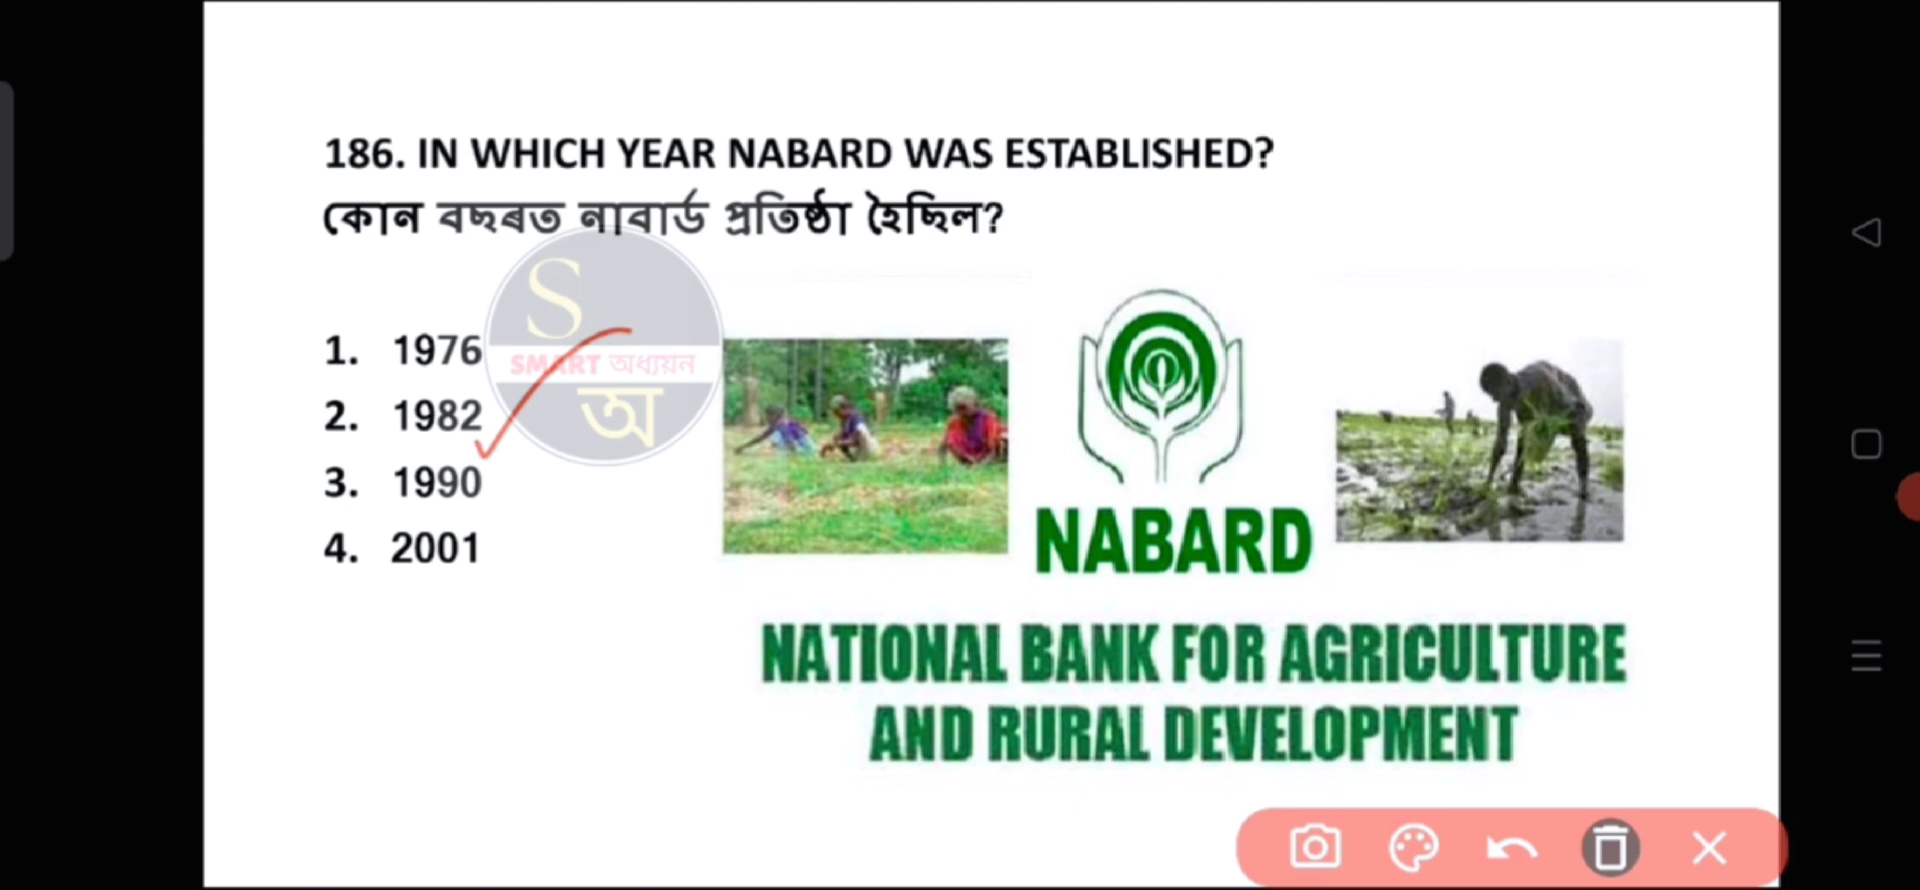 186. IN WHICH YEAR NABARD WAS ESTABLISHED?
কোন বছৰত নাবার্ড প্ৰতিষ্ঠা হৈছিল?
1. 1976
2. 1982
3. 1990
4. 2001
S
SMART অধ্যয়ন
অ
NABARD
NATIONAL BANK FOR AGRICULTURE
AND RURAL DEVELOPMENT